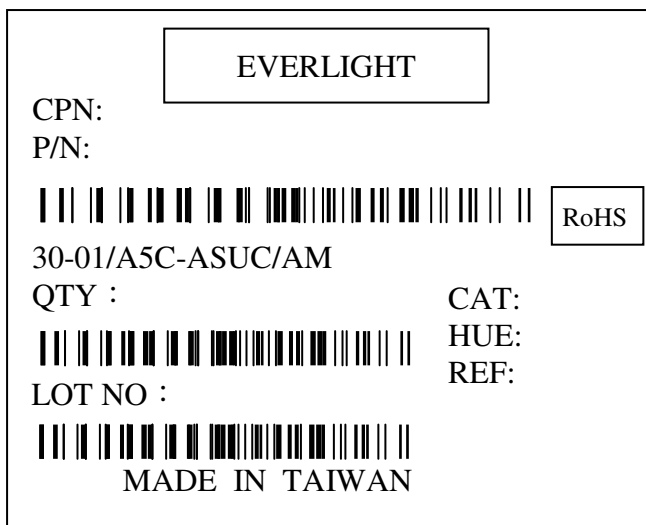 EVERLIGHT
CPN:
P/N:
RoHS
30-01/A5C-ASUC/AM
QTY：
CAT:
HUE:
REF:
LOT NO：
MADE IN TAIWAN